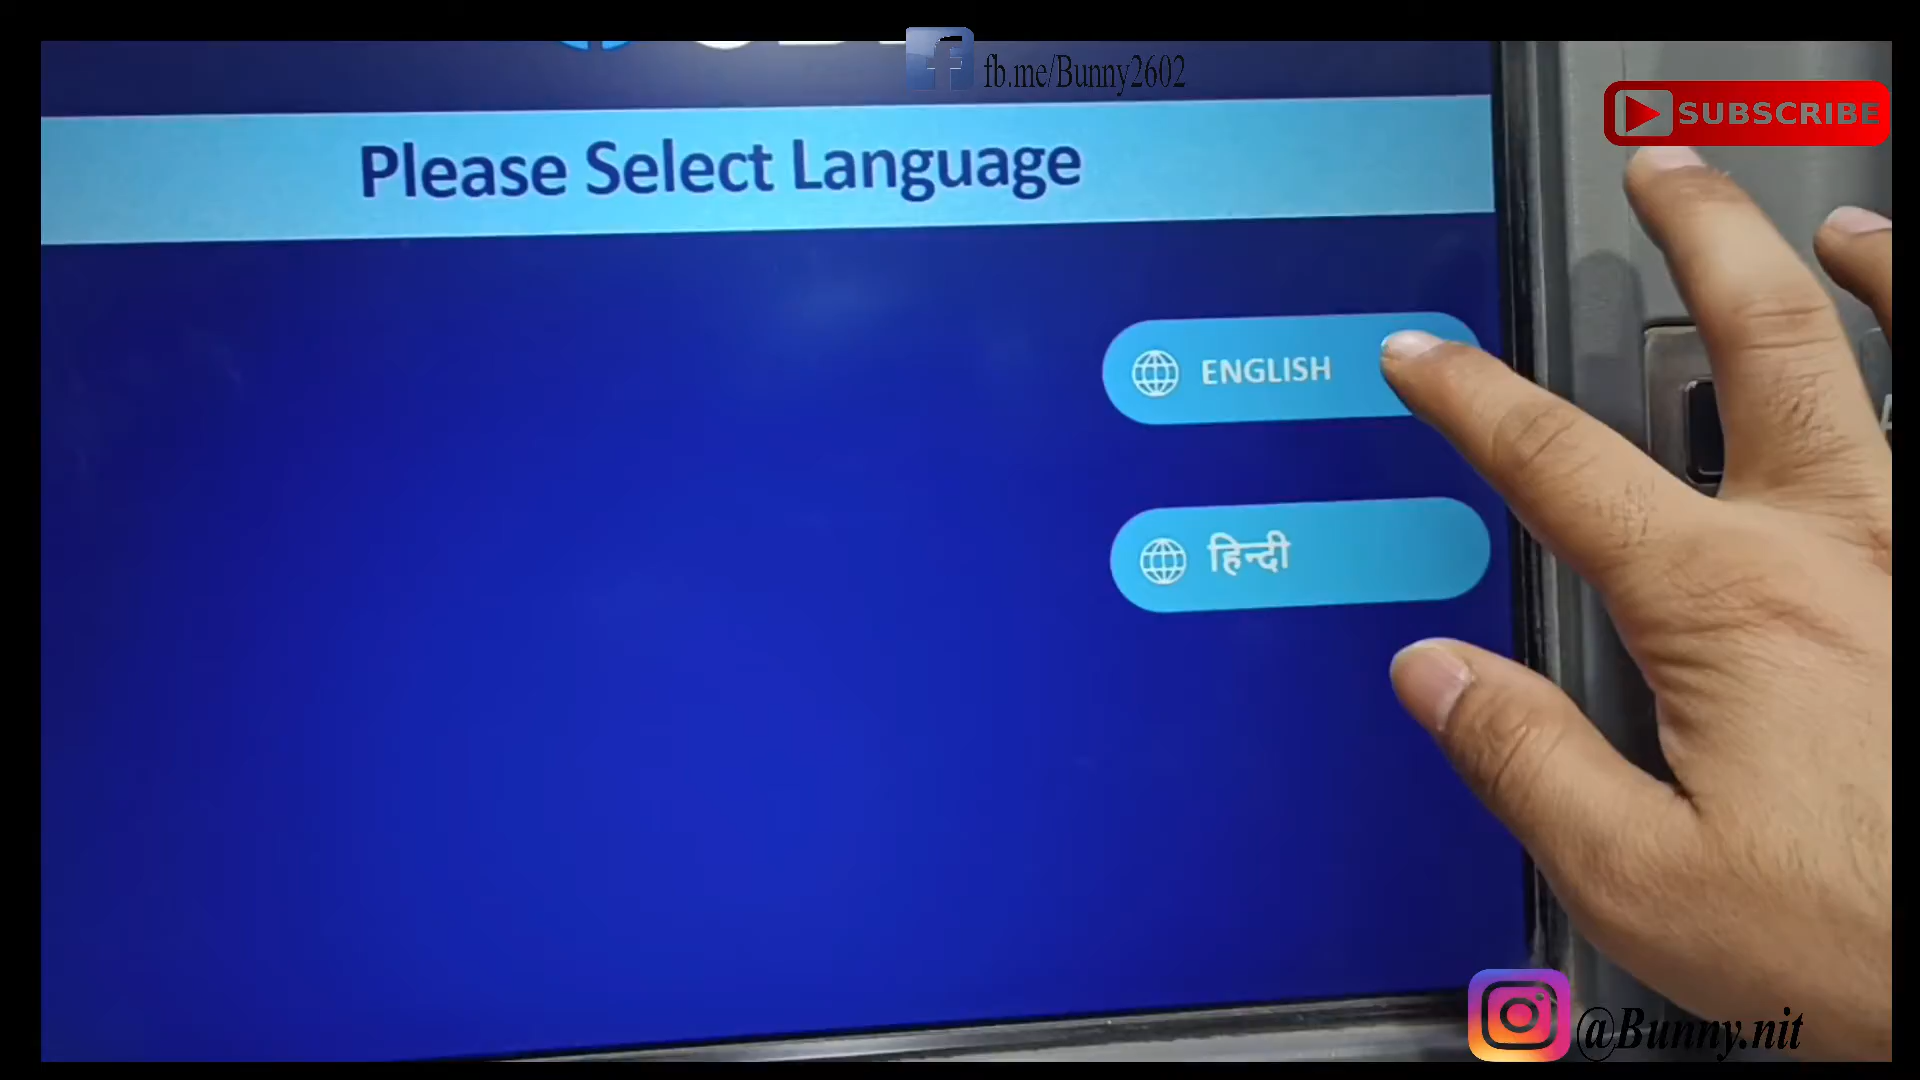 fb.me/Bunny2602
SUBSCRIBE
Please Select Language
ENGLISH
हिन्दी
@Bunny.nit